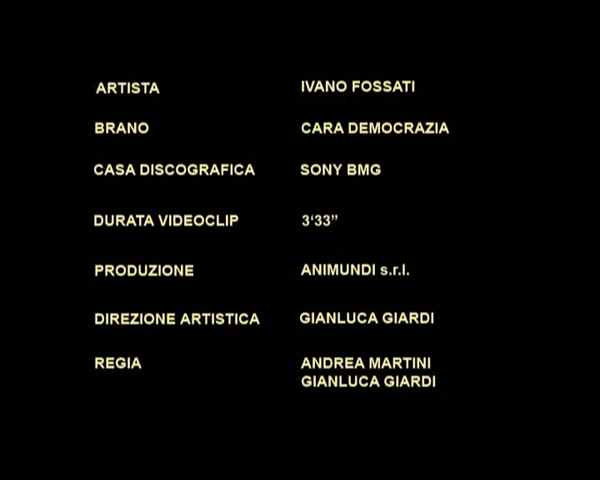 ARTISTA IVANO FOSSATI
BRANO CARA DEMOCRAZIA
CASA DISCOGRAFICA SONY BMG
DURATA VIDEOCLIP 3‘33”
PRODUZIONE ANIMUNDI s.r.l.
DIREZIONE ARTISTICA GIANLUCA GIARDI
REGIA ANDREA MARTINI
GIANLUCA GIARDI